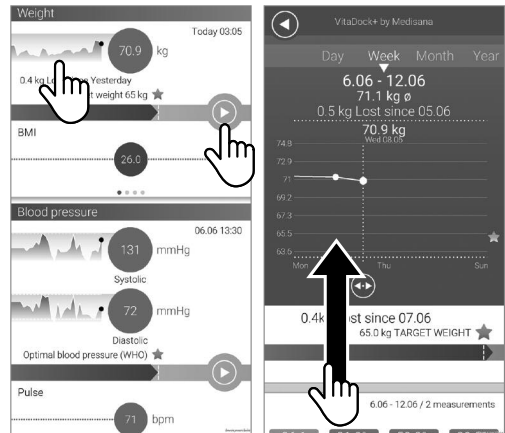 Weight
Today 03:05
70.9 kg
0.4 kg Lost Yesterday
weight 65 kg
BMI
26.0
Blood pressure
06.06 13:30
131 mmHg
Systolic
72 mmHg
Diastolic
Optimal blood pressure (WHO)
Pulse
71 bpm
VitaDock+ by Medisana
Day Week Month Year
6.06 - 12.06
71.1 kg ø
0.5 kg Lost since 05.06
70.9 kg
Wed 08.05
74.8
72.9
71
69.2
67.3
65.5
63.6
Mon Thu Sun
0.4k st since 07.06
65.0 kg TARGET WEIGHT
6.06 - 12.06 / 2 measurements